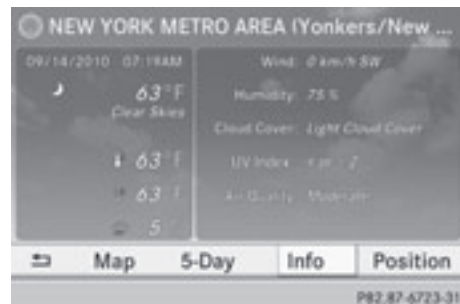 NEW YORK METRO AREA (Yonkers/New ...
09/14/2010 07:19AM
63°F
Clear Skies
63°F
63
5
Wind: 0 km/h SW
Humidity: 75 %
Cloud Cover: Light Cloud Cover
UV Index
Air Quality: Moderate
Map 5-Day Info Position
P82.87-6723-31